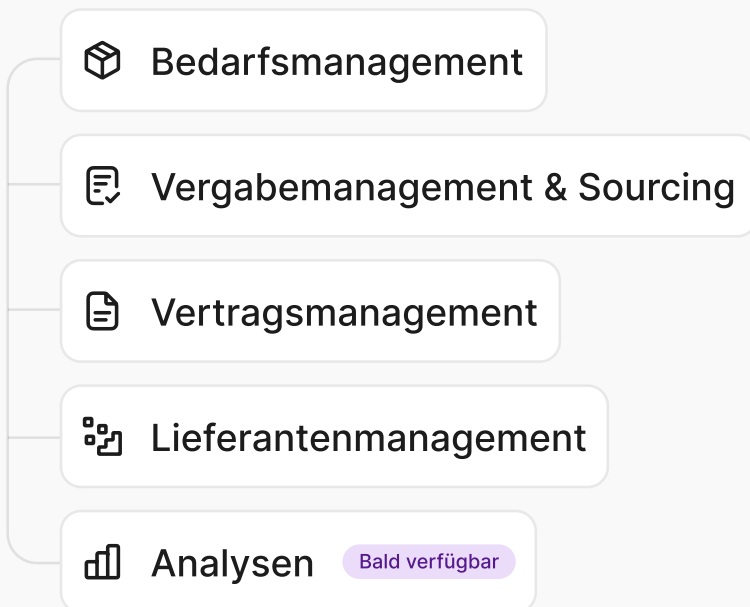 Bedarfsmanagement
Vergabemanagement & Sourcing
Vertragsmanagement
Lieferantenmanagement
Analysen Bald verfügbar